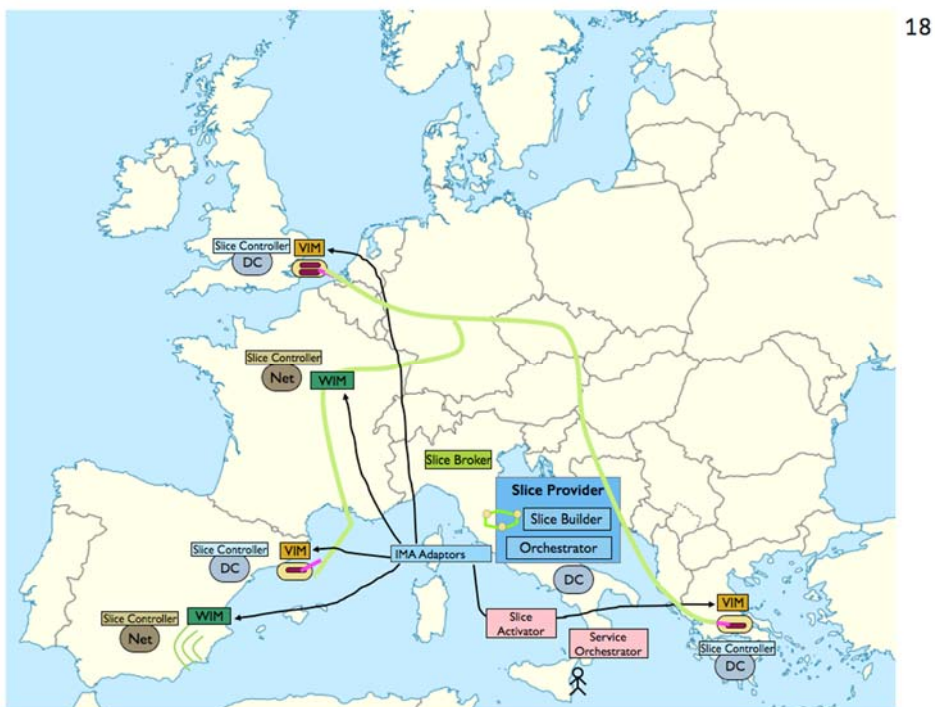 18
Slice Controller
VIM
DC
Slice Controller
Net
WIM
Slice Broker
Slice Provider
Slice Builder
Orchestrator
Slice Controller
VIM
DC
IMA Adaptors
DC
Slice Controller
WIM
Net
Slice
Activator
Service
Orchestrator
VIM
Slice Controller
DC